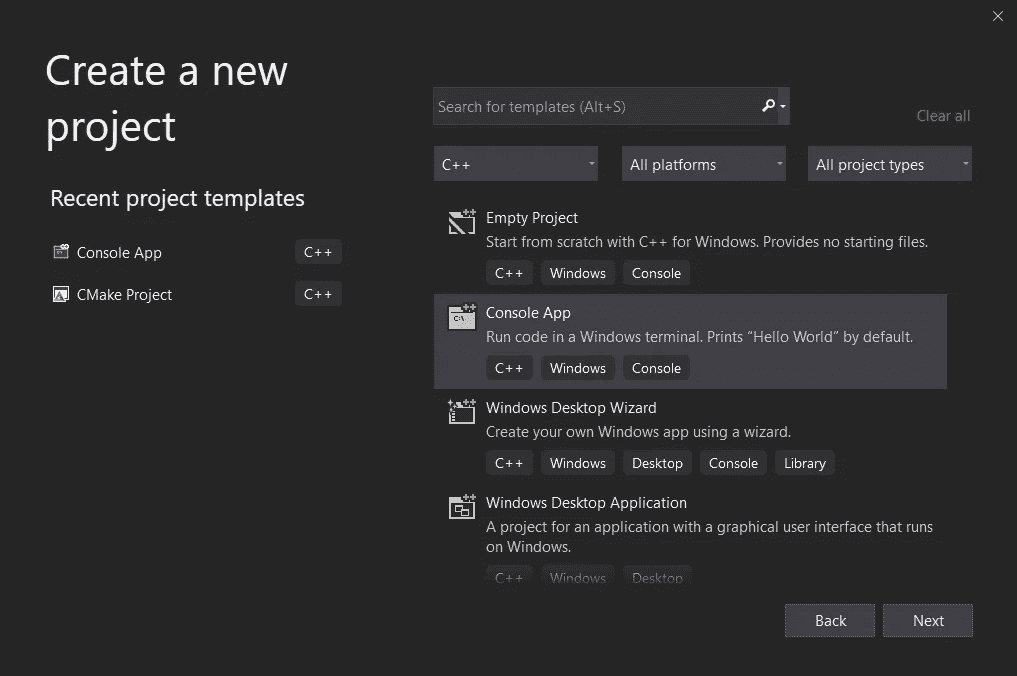 Create a new
project
Recent project templates
Console App C++
CMake Project C++
Search for templates (Alt+S)
Clear all
C++ All platforms All project types
Empty Project
Start from scratch with C++ for Windows. Provides no starting files.
C++ Windows Console
C:\
Console App
Run code in a Windows terminal. Prints “Hello World” by default.
C++ Windows Console
Windows Desktop Wizard
Create your own Windows app using a wizard.
C++ Windows Desktop Console Library
Windows Desktop Application
A project for an application with a graphical user interface that runs
on Windows.
C++ Windows Desktop
Back Next